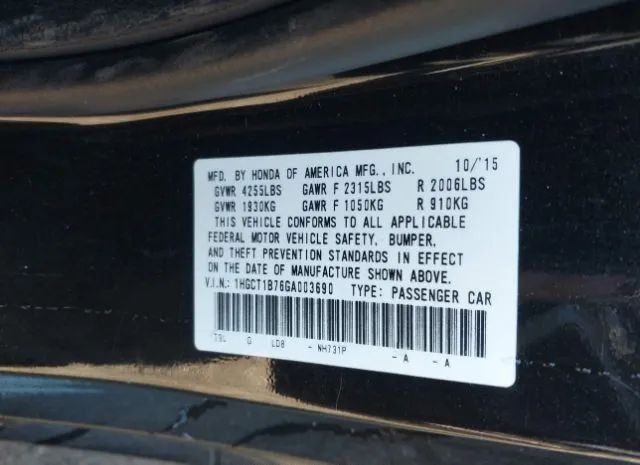 MFD. BY HONDA OF AMERICA MFG., INC. 10/'15
GVWR 4255LBS GAWR F 2315LBS R 2006LBS
GVWR 1930KG GAWR F 1050KG R 910KG
THIS VEHICLE CONFORMS TO ALL APPLICABLE
FEDERAL MOTOR VEHICLE SAFETY, BUMPER,
AND THEFT PREVENTION STANDARDS IN EFFECT
ON THE DATE OF MANUFACTURE SHOWN ABOVE.
V.I.N.: 1HGCT1B76GA003690 TYPE: PASSENGER CAR
G LD8 - NH731P - A - A